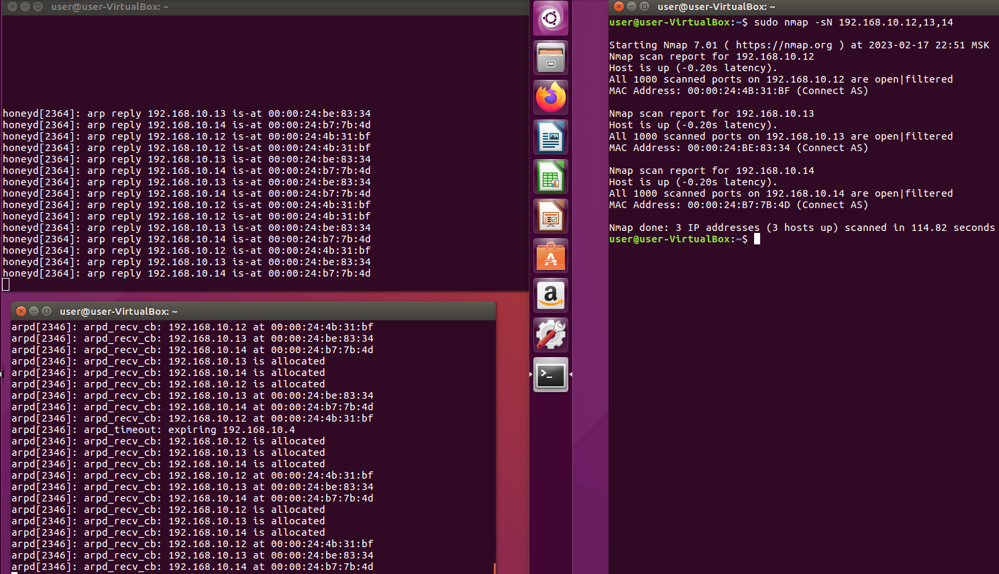 user@user-VirtualBox: ~
honeyd[2364]: arp reply 192.168.10.13 is-at 00:00:24:be:83:34
honeyd[2364]: arp reply 192.168.10.14 is-at 00:00:24:b7:7b:4d
honeyd[2364]: arp reply 192.168.10.12 is-at 00:00:24:4b:31:bf
honeyd[2364]: arp reply 192.168.10.12 is-at 00:00:24:4b:31:bf
honeyd[2364]: arp reply 192.168.10.13 is-at 00:00:24:be:83:34
honeyd[2364]: arp reply 192.168.10.14 is-at 00:00:24:b7:7b:4d
honeyd[2364]: arp reply 192.168.10.13 is-at 00:00:24:be:83:34
honeyd[2364]: arp reply 192.168.10.14 is-at 00:00:24:b7:7b:4d
honeyd[2364]: arp reply 192.168.10.12 is-at 00:00:24:4b:31:bf
honeyd[2364]: arp reply 192.168.10.12 is-at 00:00:24:4b:31:bf
honeyd[2364]: arp reply 192.168.10.13 is-at 00:00:24:be:83:34
honeyd[2364]: arp reply 192.168.10.14 is-at 00:00:24:b7:7b:4d
honeyd[2364]: arp reply 192.168.10.12 is-at 00:00:24:4b:31:bf
honeyd[2364]: arp reply 192.168.10.13 is-at 00:00:24:be:83:34
honeyd[2364]: arp reply 192.168.10.14 is-at 00:00:24:b7:7b:4d
user@user-VirtualBox: ~
arpd[2346]: arpd_recv_cb: 192.168.10.12 at 00:00:24:4b:31:bf
arpd[2346]: arpd_recv_cb: 192.168.10.13 at 00:00:24:be:83:34
arpd[2346]: arpd_recv_cb: 192.168.10.14 at 00:00:24:b7:7b:4d
arpd[2346]: arpd_recv_cb: 192.168.10.13 is allocated
arpd[2346]: arpd_recv_cb: 192.168.10.14 is allocated
arpd[2346]: arpd_recv_cb: 192.168.10.12 is allocated
arpd[2346]: arpd_recv_cb: 192.168.10.13 at 00:00:24:be:83:34
arpd[2346]: arpd_recv_cb: 192.168.10.14 at 00:00:24:b7:7b:4d
arpd[2346]: arpd_recv_cb: 192.168.10.12 at 00:00:24:4b:31:bf
arpd[2346]: arpd_timeout: expiring 192.168.10.4
arpd[2346]: arpd_recv_cb: 192.168.10.12 is allocated
arpd[2346]: arpd_recv_cb: 192.168.10.13 is allocated
arpd[2346]: arpd_recv_cb: 192.168.10.14 is allocated
arpd[2346]: arpd_recv_cb: 192.168.10.12 at 00:00:24:4b:31:bf
arpd[2346]: arpd_recv_cb: 192.168.10.13 at 00:00:24:be:83:34
arpd[2346]: arpd_recv_cb: 192.168.10.14 at 00:00:24:b7:7b:4d
arpd[2346]: arpd_recv_cb: 192.168.10.12 is allocated
arpd[2346]: arpd_recv_cb: 192.168.10.13 is allocated
arpd[2346]: arpd_recv_cb: 192.168.10.14 is allocated
arpd[2346]: arpd_recv_cb: 192.168.10.12 at 00:00:24:4b:31:bf
arpd[2346]: arpd_recv_cb: 192.168.10.13 at 00:00:24:be:83:34
arpd[2346]: arpd_recv_cb: 192.168.10.14 at 00:00:24:b7:7b:4d
user@user-VirtualBox: ~
user@user-VirtualBox:~$ sudo nmap -sN 192.168.10.12,13,14
Starting Nmap 7.01 ( https://nmap.org ) at 2023-02-17 22:51 MSK
Nmap scan report for 192.168.10.12
Host is up (-0.20s latency).
All 1000 scanned ports on 192.168.10.12 are open|filtered
MAC Address: 00:00:24:4B:31:BF (Connect AS)
Nmap scan report for 192.168.10.13
Host is up (-0.20s latency).
All 1000 scanned ports on 192.168.10.13 are open|filtered
MAC Address: 00:00:24:BE:83:34 (Connect AS)
Nmap scan report for 192.168.10.14
Host is up (-0.20s latency).
All 1000 scanned ports on 192.168.10.14 are open|filtered
MAC Address: 00:00:24:B7:7B:4D (Connect AS)
Nmap done: 3 IP addresses (3 hosts up) scanned in 114.82 seconds
user@user-VirtualBox:~$